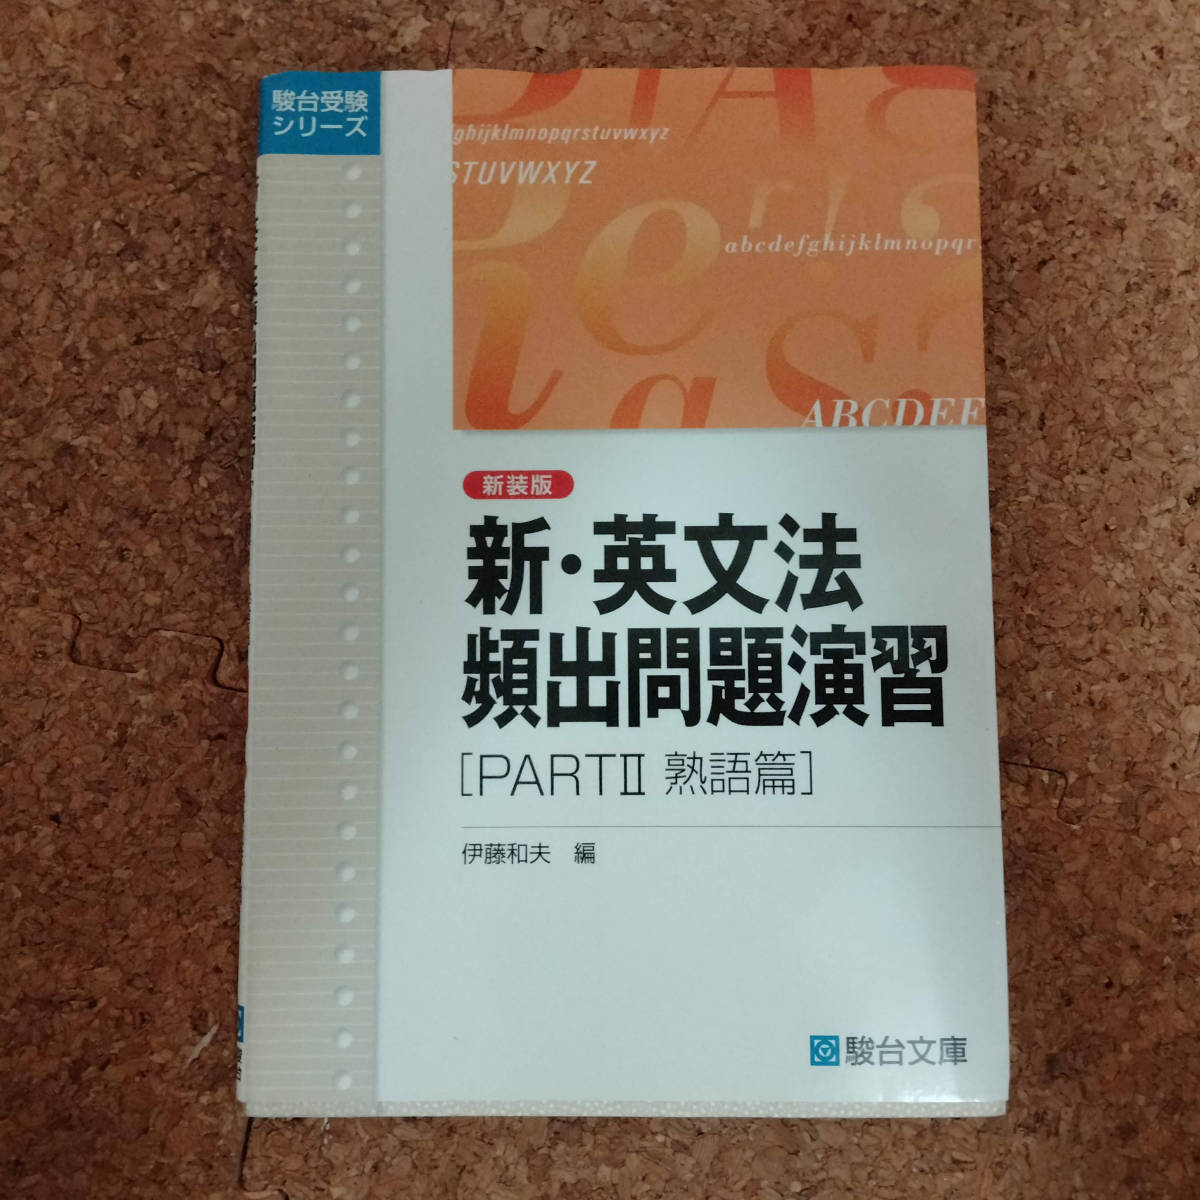 駿台受験
シリーズ
ghijklmnopqrstuvwxyz
STUVWXYZ
abcdefghijklmnopqr
ABCDEF
新装版
新・英文法
頻出問題演習
[PARTⅡ 熟語篇]
伊藤和夫 編
駿台文庫